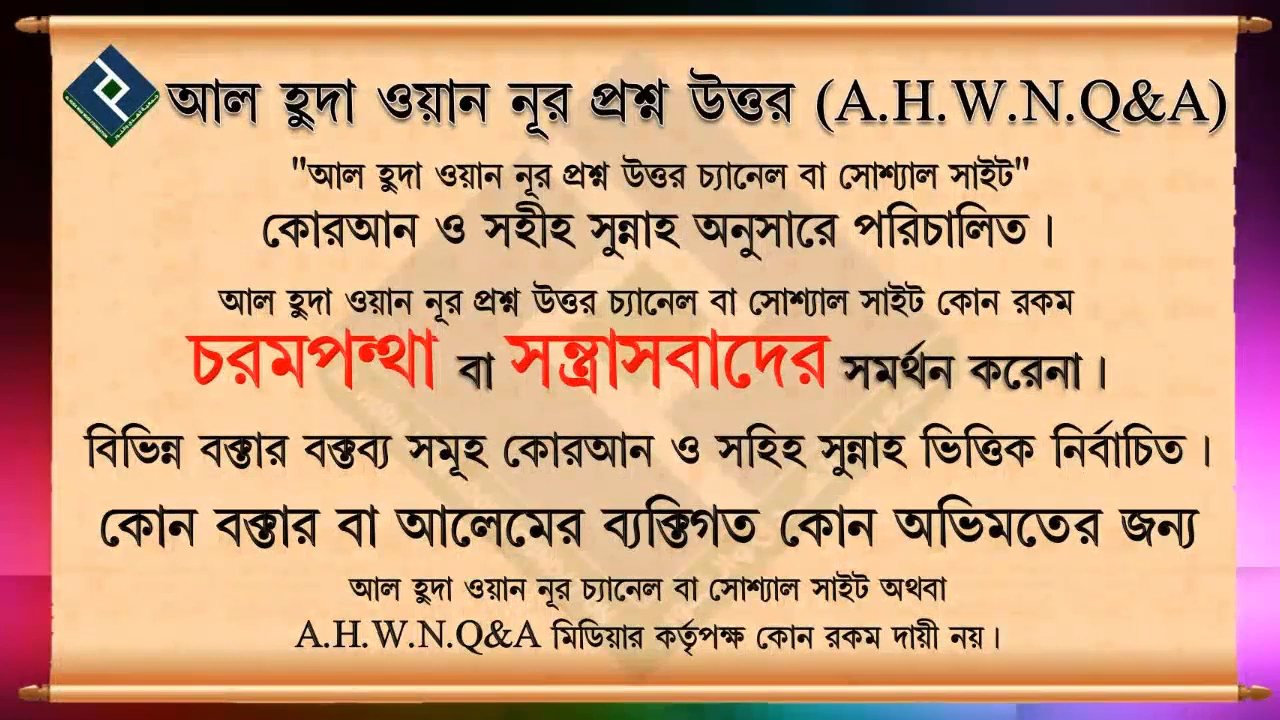 আল হুদা ওয়ান নূর প্রশ্ন উত্তর (A.H.W.N.Q&A)
"আল হুদা ওয়ান নূর প্রশ্ন উত্তর চ্যানেল বা সোশ্যাল সাইট"
কোরআন ও সহীহ সুন্নাহ অনুসারে পরিচালিত।
আল হুদা ওয়ান নূর প্রশ্ন উত্তর চ্যানেল বা সোশ্যাল সাইট কোন রকম
চরমপন্থা বা সন্ত্রাসবাদের সমর্থন করেনা।
বিভিন্ন বক্তার বক্তব্য সমূহ কোরআন ও সহিহ সুন্নাহ ভিত্তিক নির্বাচিত।
কোন বক্তার বা আলেমের ব্যক্তিগত কোন অভিমতের জন্য
আল হুদা ওয়ান নূর চ্যানেল বা সোশ্যাল সাইট অথবা
A.H.W.N.Q&A মিডিয়ার কর্তৃপক্ষ কোন রকম দায়ী নয়।